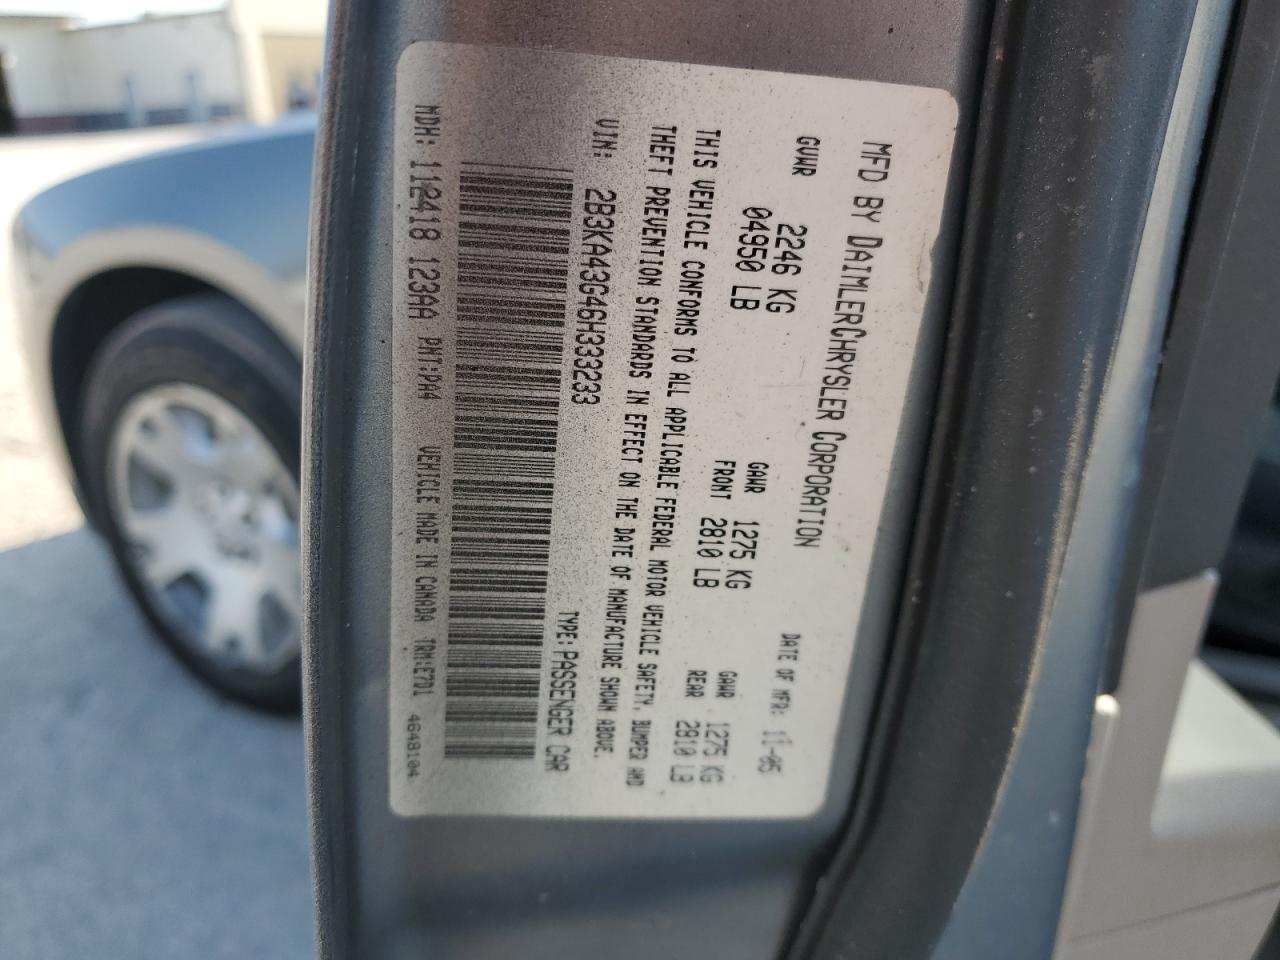 MFD BY DAIMLERCHRYSLER CORPORATION DATE OF MFR: 11-05
GVWR 2246 KG GAWR 1275 KG GAWR 1275 KG
04950 LB FRONT 2810 LB REAR 2810 LB
THIS VEHICLE CONFORMS TO ALL APPLICABLE FEDERAL MOTOR VEHICLE SAFETY, BUMPER AND
THEFT PREVENTION STANDARDS IN EFFECT ON THE DATE OF MANUFACTURE SHOWN ABOVE.
VIN: 2B3KA43G46H333233 TYPE: PASSENGER CAR
MDH: 112418 123AA PNT: PA4 VEHICLE MADE IN CANADA TRM: E7D1 4648104